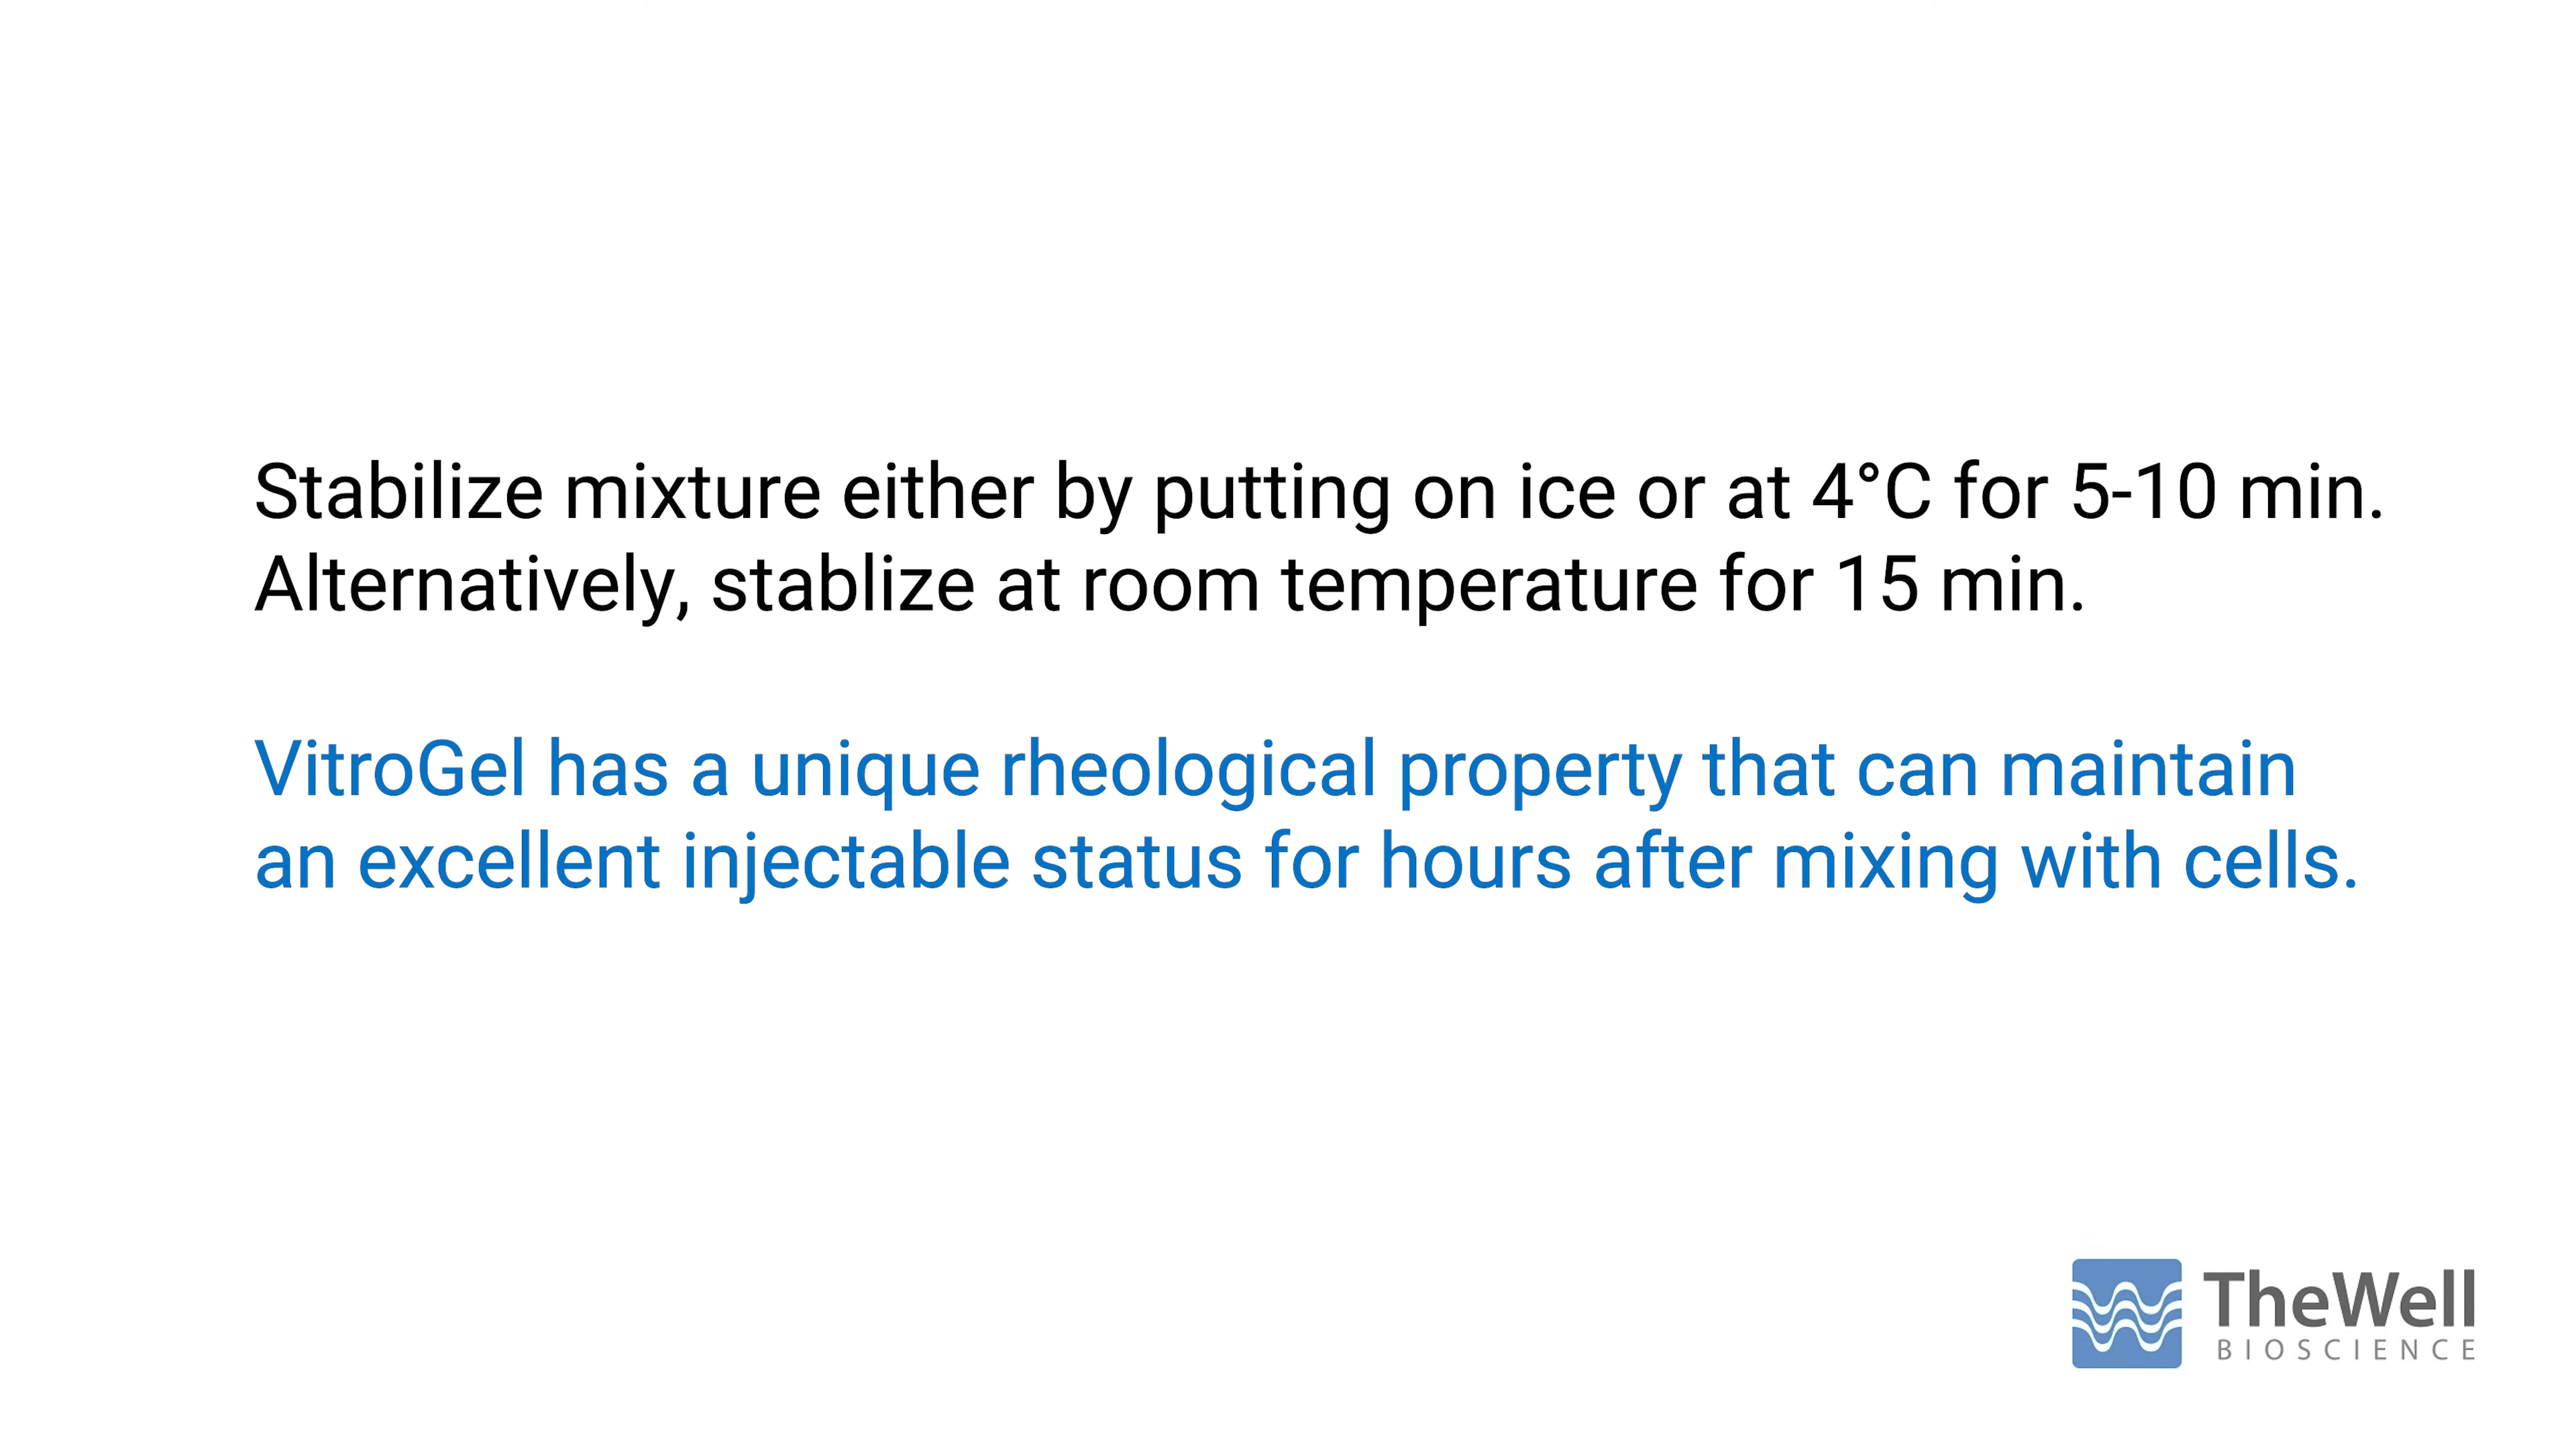 Stabilize mixture either by putting on ice or at 4°C for 5-10 min.
Alternatively, stablize at room temperature for 15 min.
VitroGel has a unique rheological property that can maintain
an excellent injectable status for hours after mixing with cells.
TheWell
BIOSCIENCE